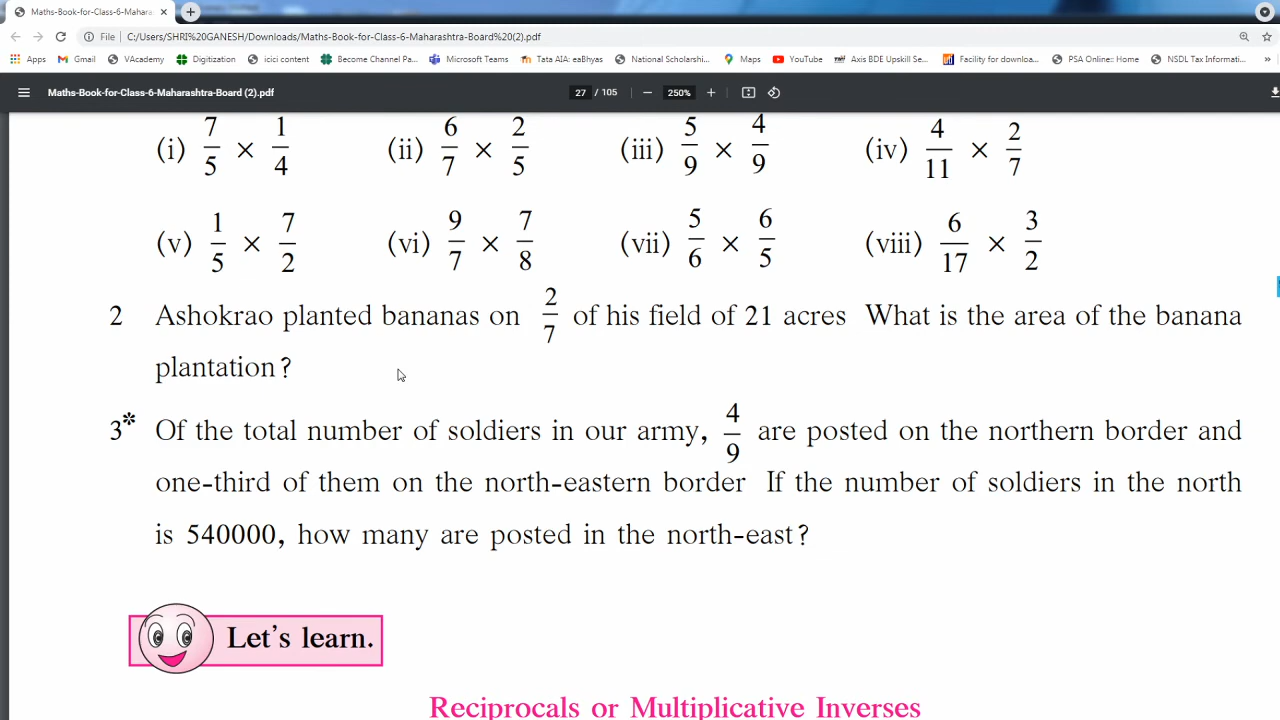 Maths-Book-for-Class-6-Mahara
File C:/Users/SHRI%20GANESH/Downloads/Maths-Book-for-Class-6-Maharashtra-Board%20(2).pdf
Apps Gmail VAcademy Digitization icici content Become Channel Pa... Microsoft Teams Tata AIA: eaBhyas National Scholarshi... Maps YouTube Axis BDE Upskill Se... Facility for downloa... PSA Online: Home NSDL Tax Informati... »
Maths-Book-for-Class-6-Maharashtra-Board (2).pdf 27 / 105 − 250% +
(i) 7/5 × 1/4 (ii) 6/7 × 2/5 (iii) 5/9 × 4/9 (iv) 4/11 × 2/7
(v) 1/5 × 7/2 (vi) 9/7 × 7/8 (vii) 5/6 × 6/5 (viii) 6/17 × 3/2
2 Ashokrao planted bananas on 2/7 of his field of 21 acres What is the area of the banana
plantation?
3* Of the total number of soldiers in our army, 4/9 are posted on the northern border and
one-third of them on the north-eastern border If the number of soldiers in the north
is 540000, how many are posted in the north-east?
Let's learn.
Reciprocals or Multiplicative Inverses